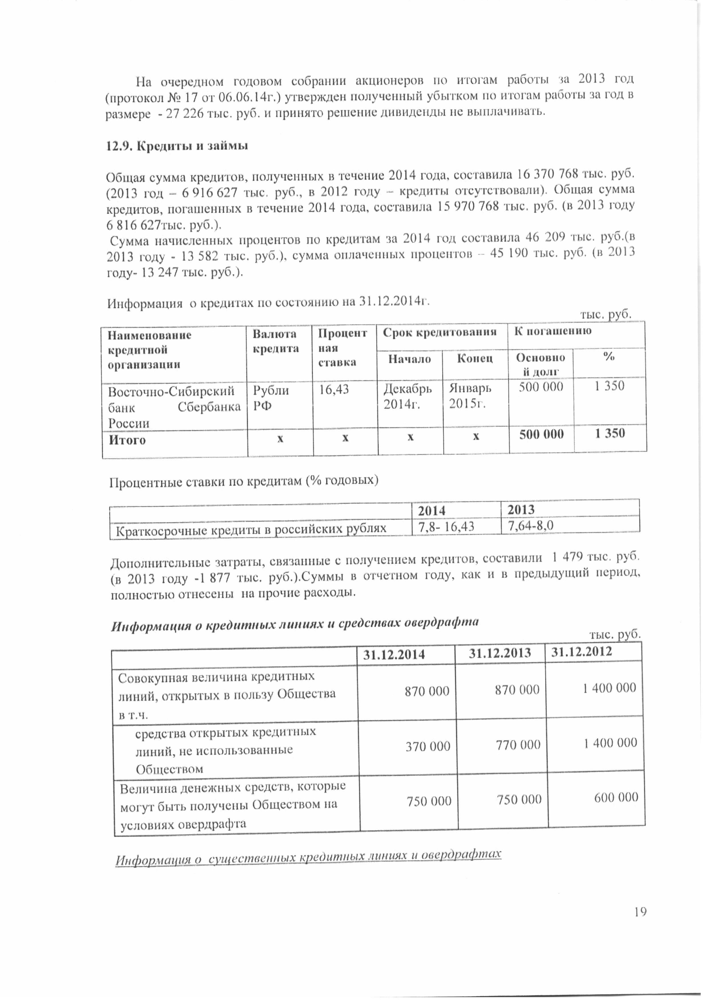 На очередном годовом собрании акционеров по итогам работы за 2013 год
(протокол № 17 от 06.06.14г.) утвержден полученный убытком по итогам работы за год в
размере - 27 226 тыс. руб. и принято решение дивиденды не выплачивать.
12.9. Кредиты и займы
Общая сумма кредитов, полученных в течение 2014 года, составила 16 370 768 тыс. руб.
(2013 год – 6 916 627 тыс. руб., в 2012 году – кредиты отсутствовали). Общая сумма
кредитов, погашенных в течение 2014 года, составила 15 970 768 тыс. руб. (в 2013 году
6 816 627тыс. руб.).
Сумма начисленных процентов по кредитам за 2014 год составила 46 209 тыс. руб.(в
2013 году - 13 582 тыс. руб.), сумма оплаченных процентов – 45 190 тыс. руб. (в 2013
году- 13 247 тыс. руб.).
Информация о кредитах по состоянию на 31.12.2014г.
тыс. руб.
Наименование Валюта Процент Срок кредитования К погашению
кредитной кредита ная
организации ставка Начало Конец Основно %
й долг
Восточно-Сибирский Рубли 16,43 Декабрь Январь 500 000 1 350
банк Сбербанка РФ 2014г. 2015г.
России
Итого х х х х 500 000 1 350
Процентные ставки по кредитам (% годовых)
2014 2013
Краткосрочные кредиты в российских рублях 7,8- 16,43 7,64-8,0
Дополнительные затраты, связанные с получением кредитов, составили 1 479 тыс. руб.
(в 2013 году -1 877 тыс. руб.).Суммы в отчетном году, как и в предыдущий период,
полностью отнесены на прочие расходы.
Информация о кредитных линиях и средствах овердрафта
тыс. руб.
31.12.2014 31.12.2013 31.12.2012
Совокупная величина кредитных
линий, открытых в пользу Общества 870 000 870 000 1 400 000
в т.ч.
средства открытых кредитных
линий, не использованные 370 000 770 000 1 400 000
Обществом
Величина денежных средств, которые
могут быть получены Обществом на 750 000 750 000 600 000
условиях овердрафта
Информация о существенных кредитных линиях и овердрафтах
19